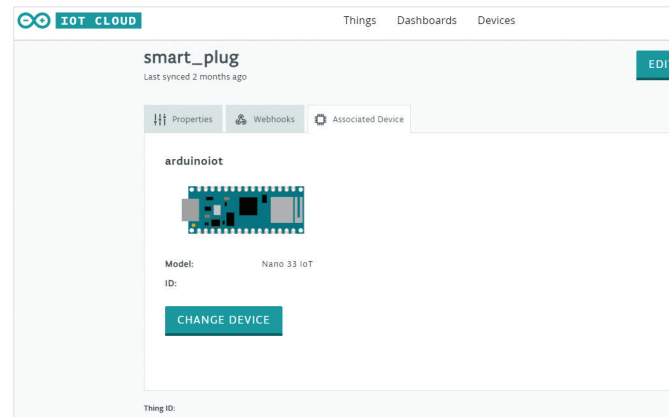 IOT CLOUD
Things Dashboards Devices
smart_plug
Last synced 2 months ago
Properties Webhooks Associated Device
arduinoiot
Model: Nano 33 IoT
ID:
CHANGE DEVICE
Thing ID: